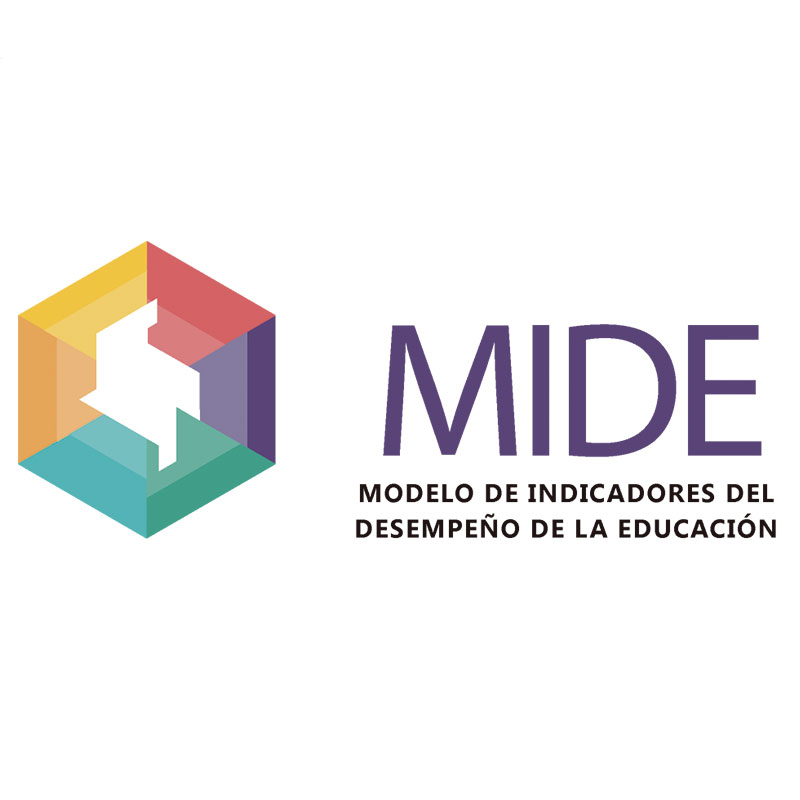 MIDE
MODELO DE INDICADORES DEL
DESEMPEÑO DE LA EDUCACIÓN